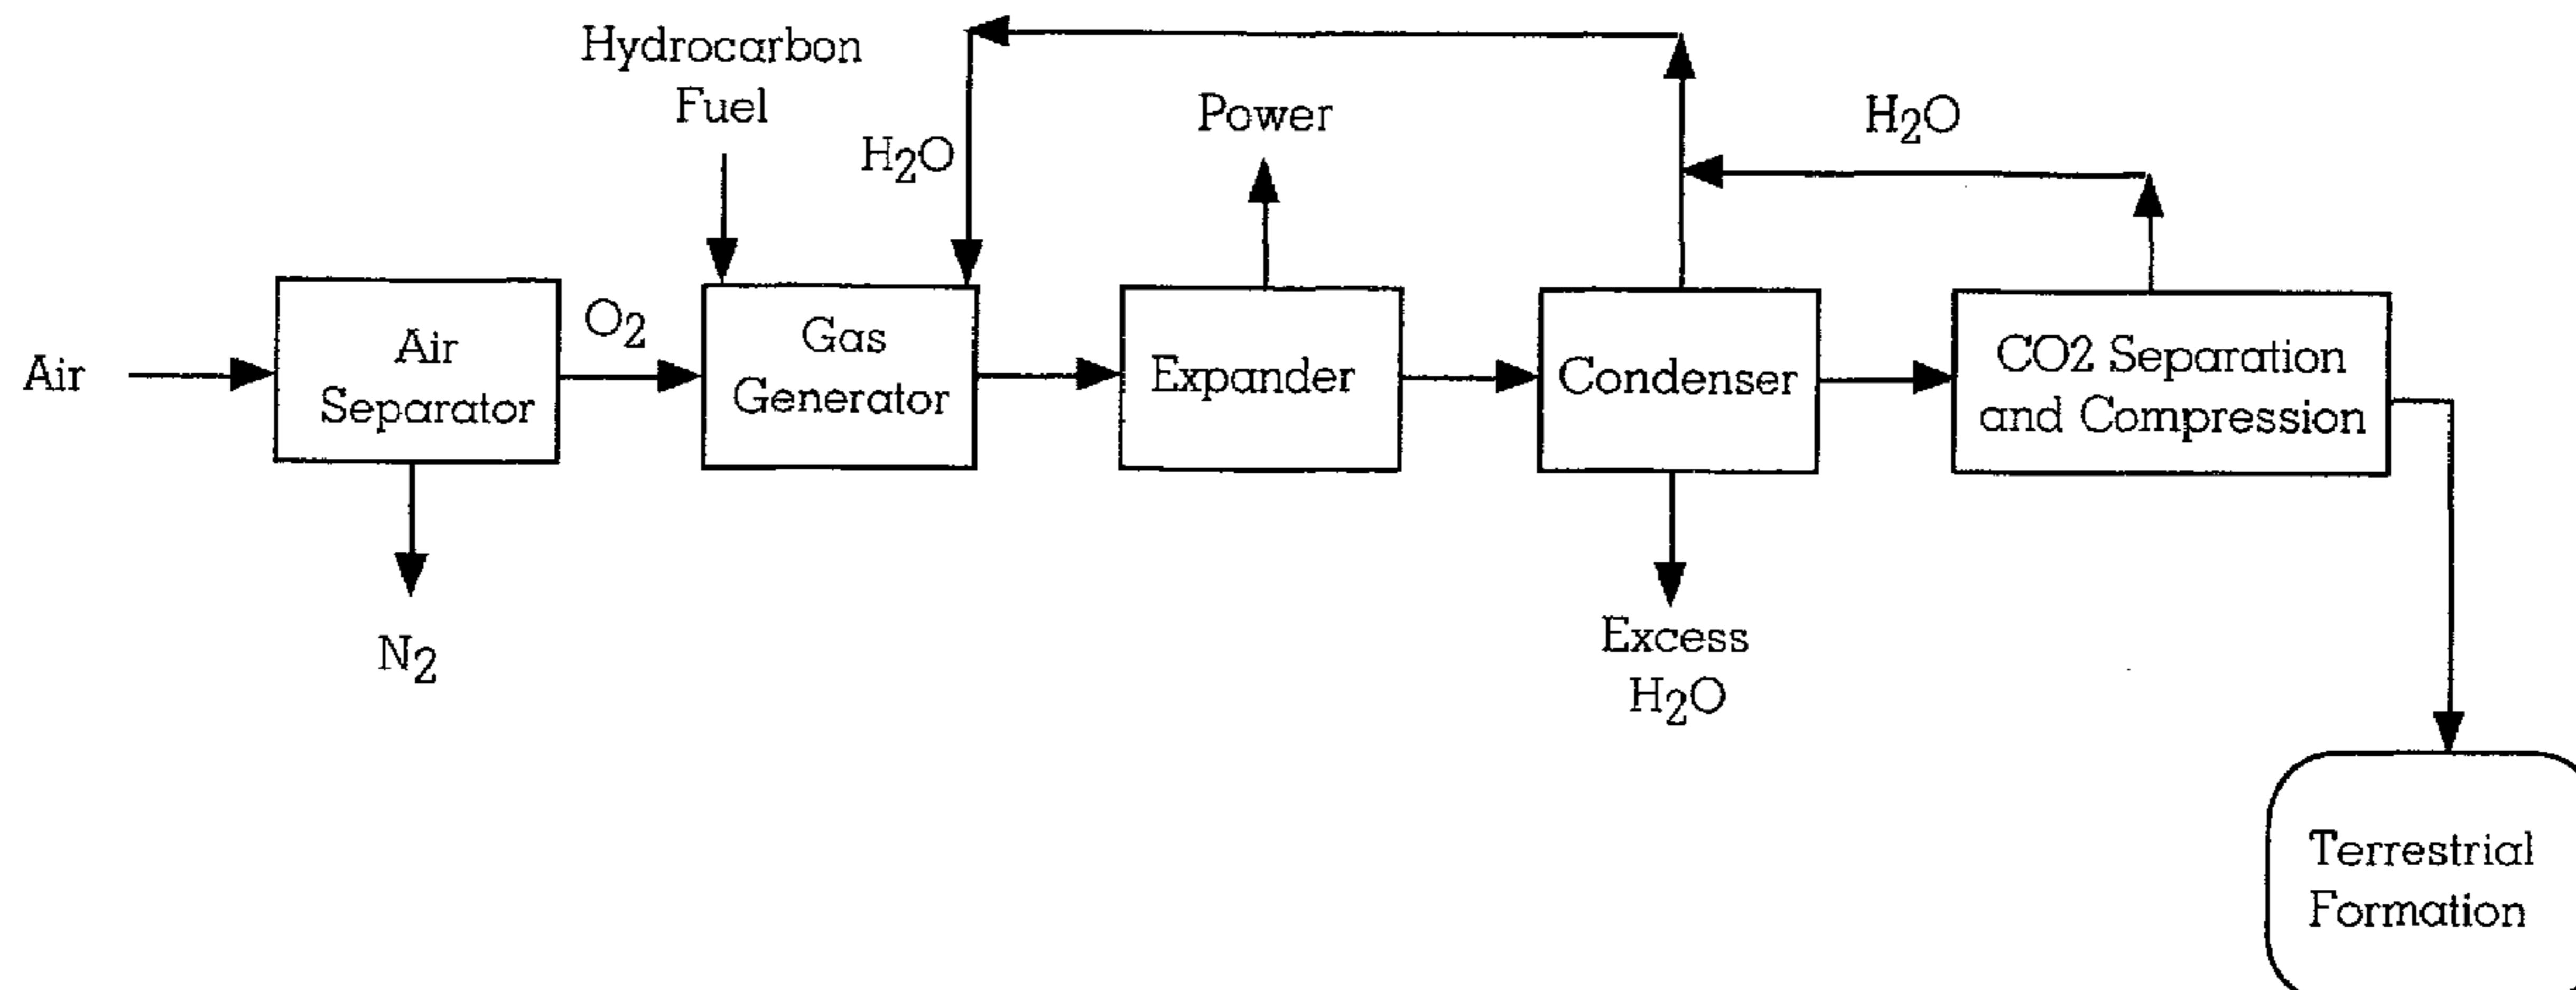 Hydrocarbon
Fuel
H2O
Power
H2O
Air
Air
Separator
O2
Gas
Generator
Expander
Condenser
CO2 Separation
and Compression
N2
Excess
H2O
Terrestrial
Formation